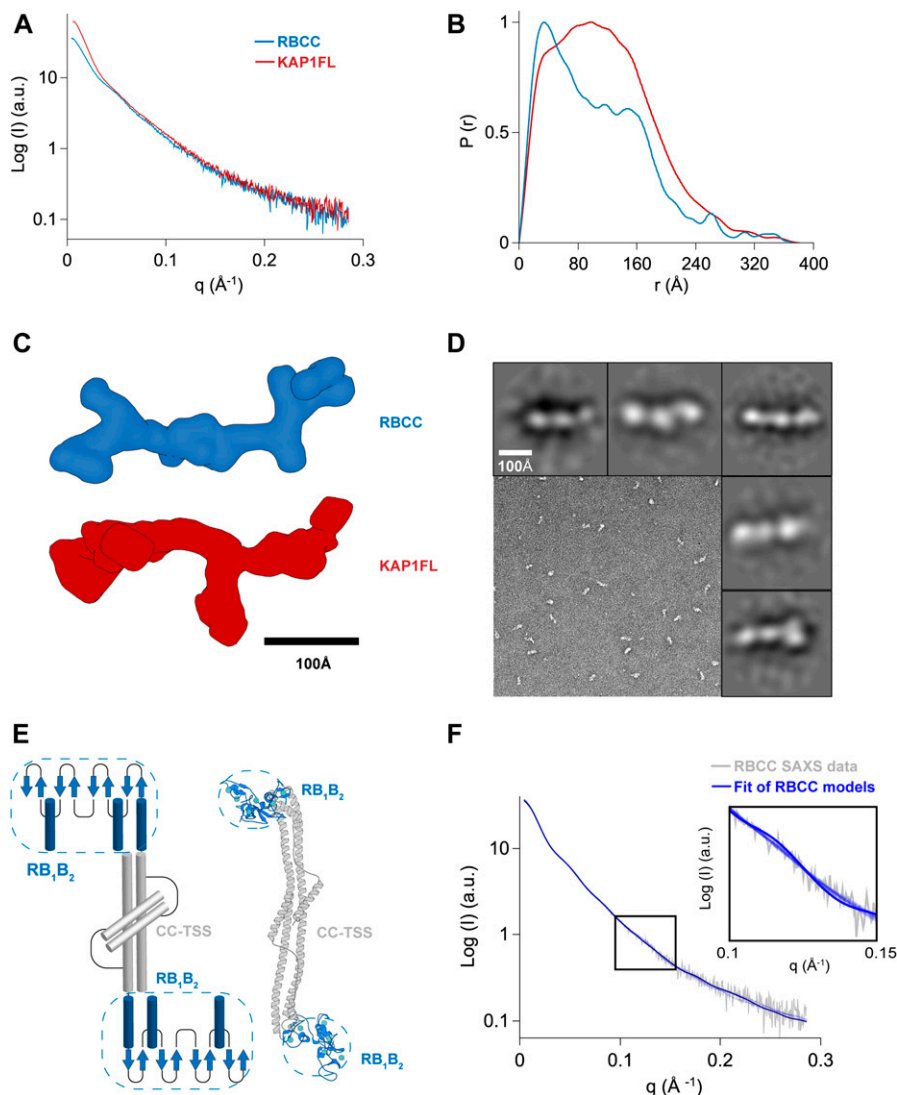 A
RBCC
KAP1FL
Log (I) (a.u.)
10
1
0.1
0
0.1
0.2
0.3
q (Å⁻¹)
B
P (r)
1
0.5
0
0
80
160
240
320
400
r (Å)
C
RBCC
KAP1FL
100Å
D
100Å
E
RB₁B₂
CC-TSS
RB₁B₂
RB₁B₂
CC-TSS
RB₁B₂
F
RBCC SAXS data
Fit of RBCC models
Log (I) (a.u.)
10
1
0.1
0
0.1
0.2
0.3
q (Å ⁻¹)
Log (I) (a.u.)
0.1
0.15
q (Å⁻¹)